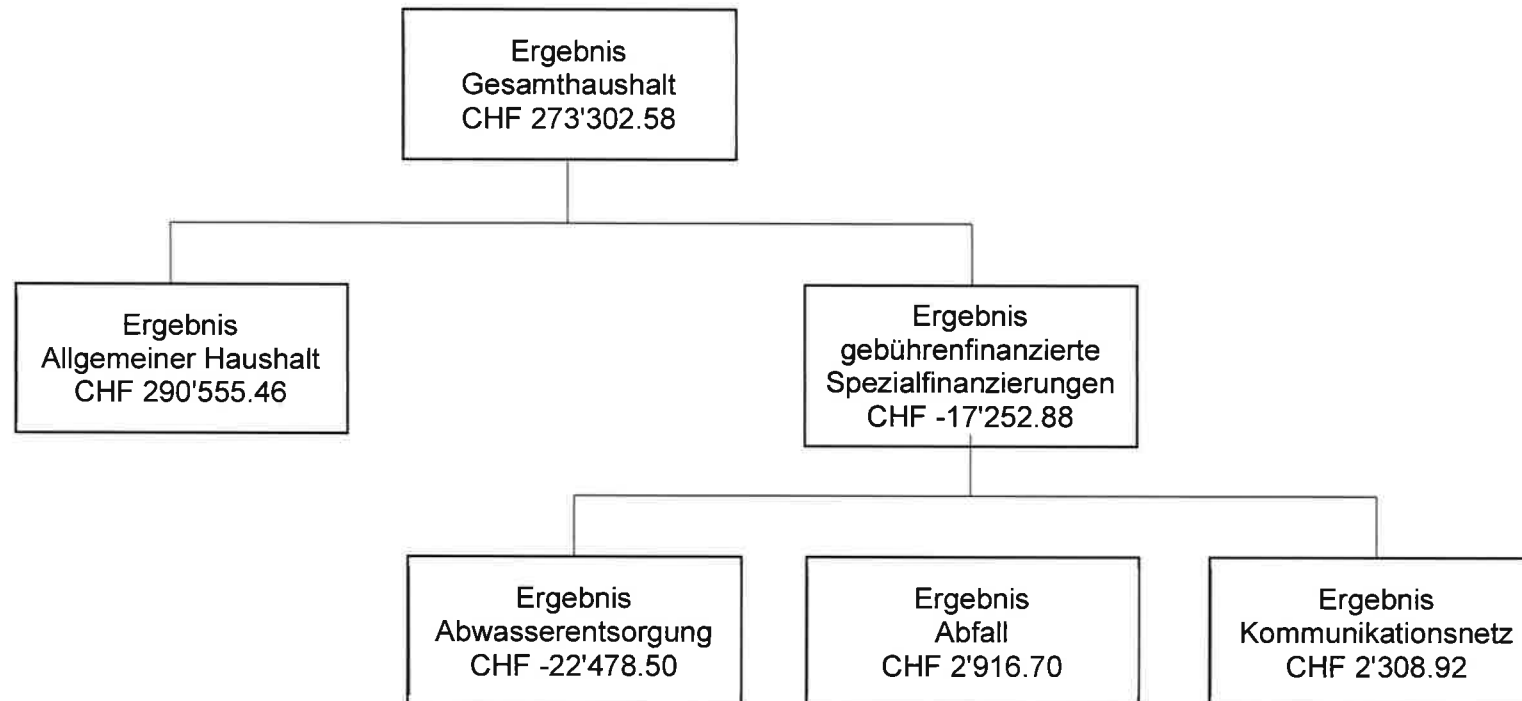 Ergebnis
Gesamthaushalt
CHF 273'302.58
Ergebnis
Allgemeiner Haushalt
CHF 290'555.46
Ergebnis
gebührenfinanzierte
Spezialfinanzierungen
CHF -17'252.88
Ergebnis
Abwasserentsorgung
CHF -22'478.50
Ergebnis
Abfall
CHF 2'916.70
Ergebnis
Kommunikationsnetz
CHF 2'308.92